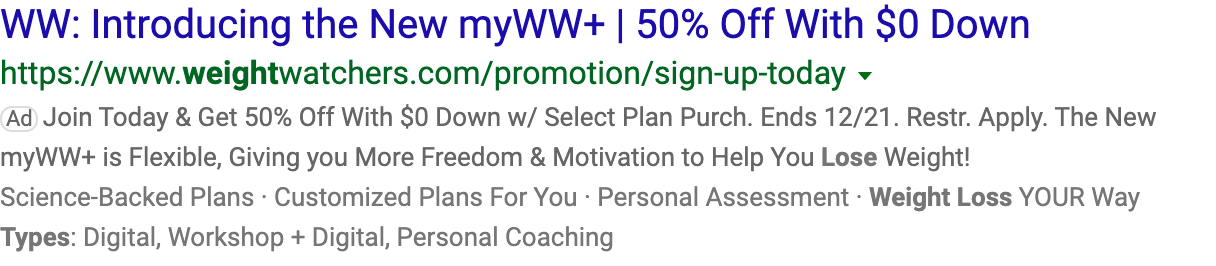 WW: Introducing the New myWW+ | 50% Off With $0 Down
https://www.weightwatchers.com/promotion/sign-up-today
Ad Join Today & Get 50% Off With $0 Down w/ Select Plan Purch. Ends 12/21. Restr. Apply. The New
myWW+ is Flexible, Giving you More Freedom & Motivation to Help You Lose Weight!
Science-Backed Plans · Customized Plans For You · Personal Assessment · Weight Loss YOUR Way
Types: Digital, Workshop + Digital, Personal Coaching